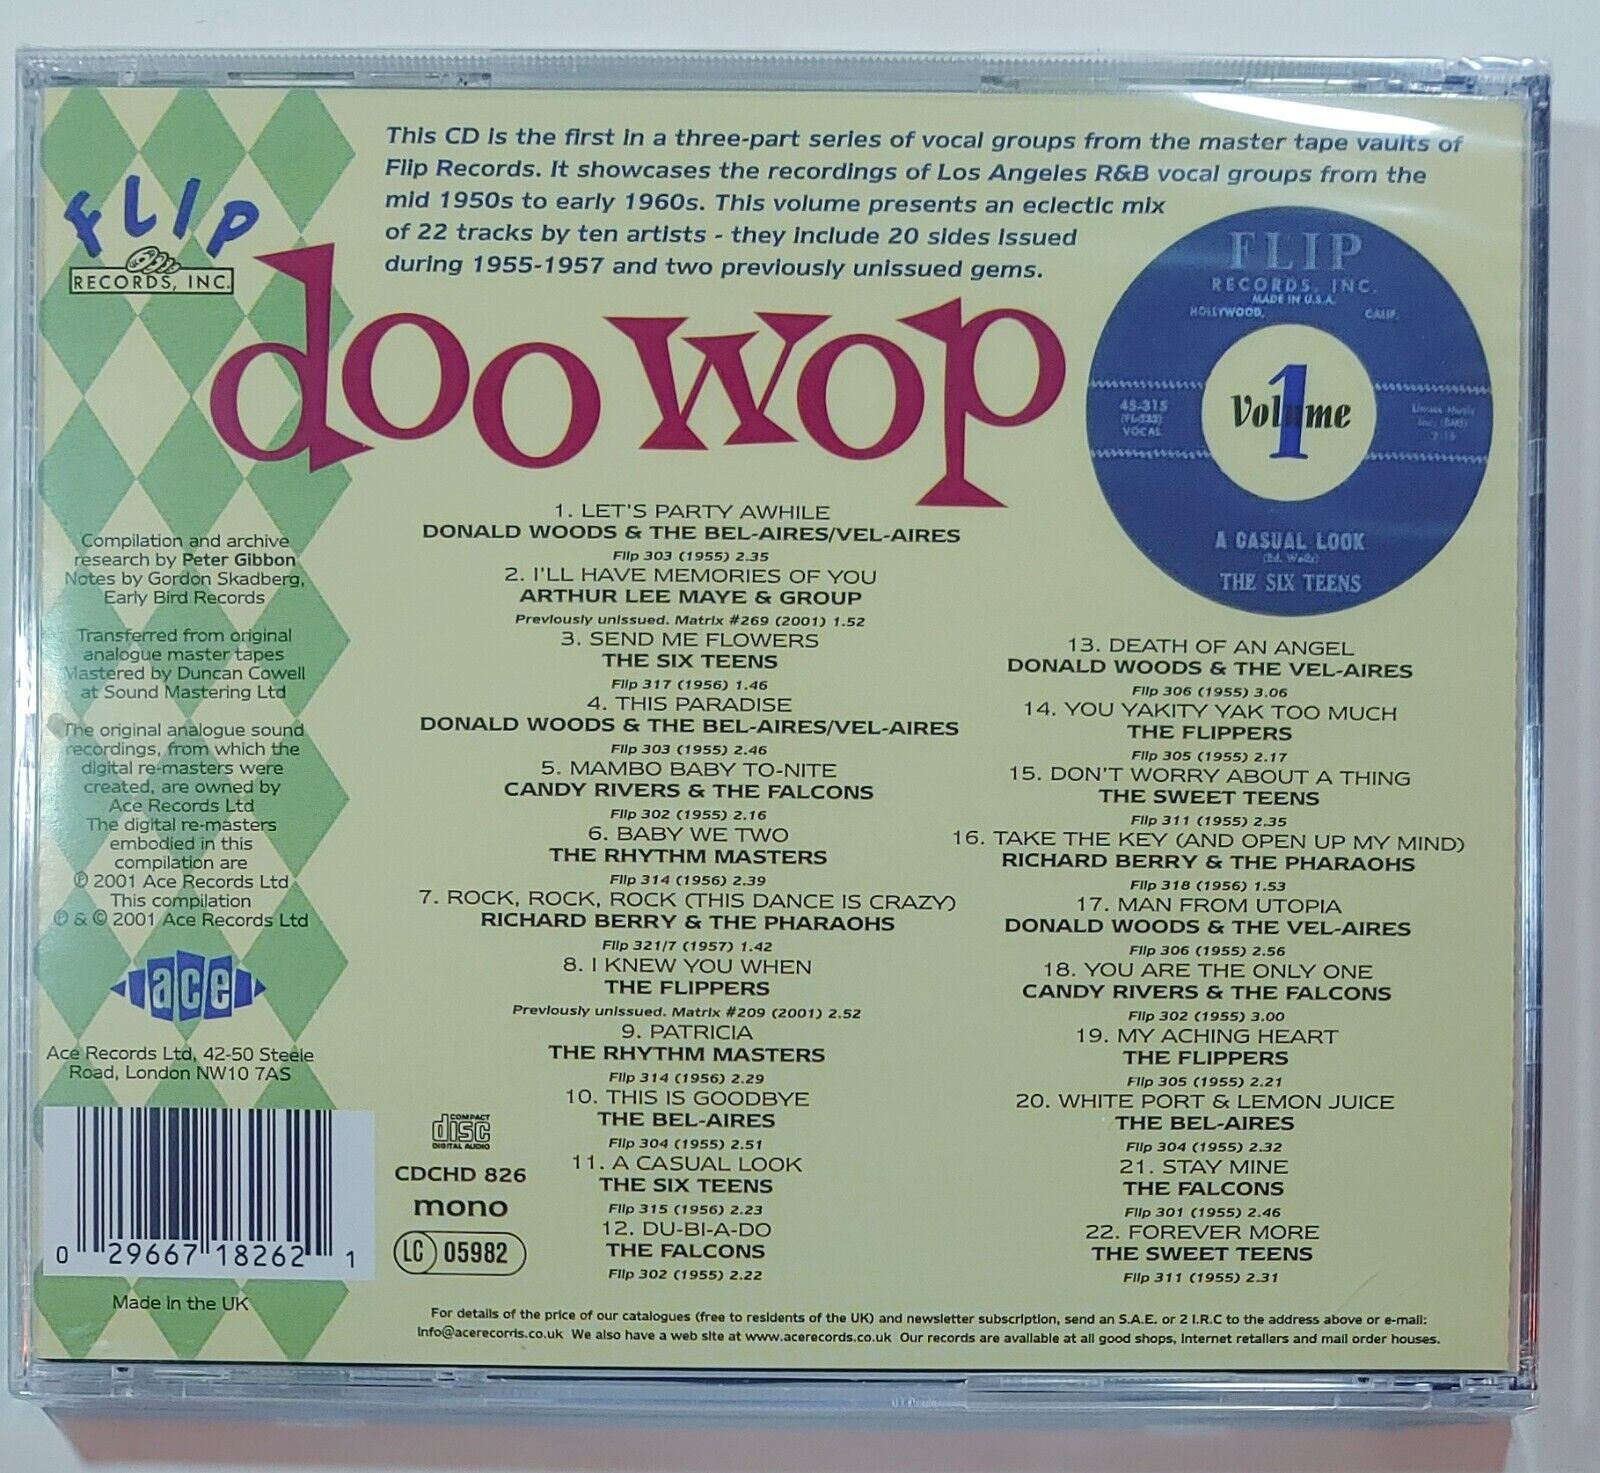 This CD is the first in a three-part series of vocal groups from the master tape vaults of
Flip Records. It showcases the recordings of Los Angeles R&B vocal groups from the
mid 1950s to early 1960s. This volume presents an eclectic mix
of 22 tracks by ten artists - they include 20 sides issued
during 1955-1957 and two previously unissued gems.
FLIP
RECORDS, INC.
doo wop
FLIP
RECORDS, INC.
MADE IN U.S.A.
HOLLYWOOD, CALIF.
45-315
VOCAL
Volume 1
2:15
A CASUAL LOOK
(Ed. Wells)
THE SIX TEENS
Compilation and archive
research by Peter Gibbon
Notes by Gordon Skadberg,
Early Bird Records
Transferred from original
analogue master tapes
Mastered by Duncan Cowell
at Sound Mastering Ltd
The original analogue sound
recordings, from which the
digital re-masters were
created, are owned by
Ace Records Ltd
The digital re-masters
embodied in this
compilation are
℗ 2001 Ace Records Ltd
This compilation
℗ & © 2001 Ace Records Ltd
ace
Ace Records Ltd, 42-50 Steele
Road, London NW10 7AS
0 29667 18262 1
Made in the UK
1. LET'S PARTY AWHILE
DONALD WOODS & THE BEL-AIRES/VEL-AIRES
Flip 303 (1955) 2.35
2. I'LL HAVE MEMORIES OF YOU
ARTHUR LEE MAYE & GROUP
Previously unissued. Matrix #269 (2001) 1.52
3. SEND ME FLOWERS
THE SIX TEENS
Flip 317 (1956) 1.46
4. THIS PARADISE
DONALD WOODS & THE BEL-AIRES/VEL-AIRES
Flip 303 (1955) 2.46
5. MAMBO BABY TO-NITE
CANDY RIVERS & THE FALCONS
Flip 302 (1955) 2.16
6. BABY WE TWO
THE RHYTHM MASTERS
Flip 314 (1956) 2.39
7. ROCK, ROCK, ROCK (THIS DANCE IS CRAZY)
RICHARD BERRY & THE PHARAOHS
Flip 321/7 (1957) 1.42
8. I KNEW YOU WHEN
THE FLIPPERS
Previously unissued. Matrix #209 (2001) 2.52
9. PATRICIA
THE RHYTHM MASTERS
Flip 314 (1956) 2.29
10. THIS IS GOODBYE
THE BEL-AIRES
Flip 304 (1955) 2.51
11. A CASUAL LOOK
THE SIX TEENS
Flip 315 (1956) 2.23
12. DU-BI-A-DO
THE FALCONS
Flip 302 (1955) 2.22
COMPACT
disc
DIGITAL AUDIO
CDCHD 826
mono
LC 05982
13. DEATH OF AN ANGEL
DONALD WOODS & THE VEL-AIRES
Flip 306 (1955) 3.06
14. YOU YAKITY YAK TOO MUCH
THE FLIPPERS
Flip 305 (1955) 2.17
15. DON'T WORRY ABOUT A THING
THE SWEET TEENS
Flip 311 (1955) 2.35
16. TAKE THE KEY (AND OPEN UP MY MIND)
RICHARD BERRY & THE PHARAOHS
Flip 318 (1956) 1.53
17. MAN FROM UTOPIA
DONALD WOODS & THE VEL-AIRES
Flip 306 (1955) 2.56
18. YOU ARE THE ONLY ONE
CANDY RIVERS & THE FALCONS
Flip 302 (1955) 3.00
19. MY ACHING HEART
THE FLIPPERS
Flip 305 (1955) 2.21
20. WHITE PORT & LEMON JUICE
THE BEL-AIRES
Flip 304 (1955) 2.32
21. STAY MINE
THE FALCONS
Flip 301 (1955) 2.46
22. FOREVER MORE
THE SWEET TEENS
Flip 311 (1955) 2.31
For details of the price of our catalogues (free to residents of the UK) and newsletter subscription, send an S.A.E. or 2 I.R.C to the address above or e-mail:
info@acerecorris.co.uk We also have a web site at www.acerecords.co.uk Our records are available at all good shops, internet retailers and mail order houses.